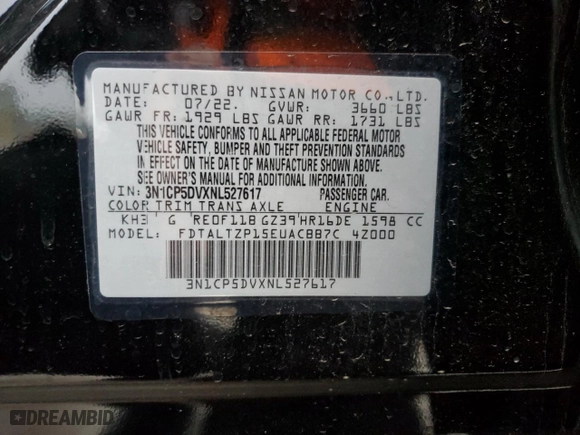 MANUFACTURED BY NISSAN MOTOR CO.,LTD.
DATE: 07/22. GVWR: 3660 LBS
GAWR FR: 1929 LBS GAWR RR: 1731 LBS
THIS VEHICLE CONFORMS TO ALL APPLICABLE FEDERAL MOTOR
VEHICLE SAFETY, BUMPER AND THEFT PREVENTION STANDARDS
IN EFFECT ON THE DATE OF MANUFACTURE SHOWN ABOVE.
SEE OWNER'S MANUAL FOR ADDITIONAL INFORMATION
VIN: 3N1CP5DVXNL527617 PASSENGER CAR.
COLOR TRIM TRANS AXLE ENGINE
KH3 G RE0F11B GZ39 HR16DE 1598 CC
MODEL: FDTALTZP15EUACBB7C 4Z000
3N1CP5DVXNL527617
DREAMBID